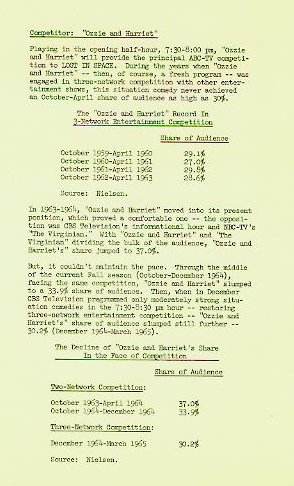 Competitor: "Ozzie and Harriet"
Playing in the opening half-hour, 7:30-8:00 pm, "Ozzie
and Harriet" will provide the principal ABC-TV competi-
tion to LOST IN SPACE. During the years when "Ozzie
and Harriet" -- then, of course, a fresh program -- was
engaged in three-network competition with other enter-
tainment shows, this situation comedy never achieved
an October-April share of audience as high as 30%.
The "Ozzie and Harriet" Record In
3-Network Entertainment Competition
Share of Audience
October 1959-April 1960 29.1%
October 1960-April 1961 27.0%
October 1961-April 1962 29.8%
October 1962-April 1963 28.6%
Source: Nielsen.
In 1963-1964, "Ozzie and Harriet" moved into its present
position, which proved a comfortable one -- the opposi-
tion was CBS Television's informational hour and NBC-TV's
"The Virginian." With "Ozzie and Harriet" and "The
Virginian" dividing the bulk of the audience, "Ozzie and
Harriet's" share jumped to 37.0%.
But, it couldn't maintain the pace. Through the middle
of the current Fall season (October-December 1964),
facing the same competition, "Ozzie and Harriet" slumped
to a 33.9% share of audience. Then, when in December
CBS Television programmed only moderately strong situ-
ation comedies in the 7:30-8:30 pm hour -- restoring
three-network entertainment competition -- "Ozzie and
Harriet's" share of audience slumped still further --
30.2% (December 1964-March 1965).
The Decline of "Ozzie and Harriet's Share
In the Face of Competition
Share of Audience
Two-Network Competition:
October 1963-April 1964 37.0%
October 1964-December 1964 33.9%
Three-Network Competition:
December 1964-March 1965 30.2%
Source: Nielsen.